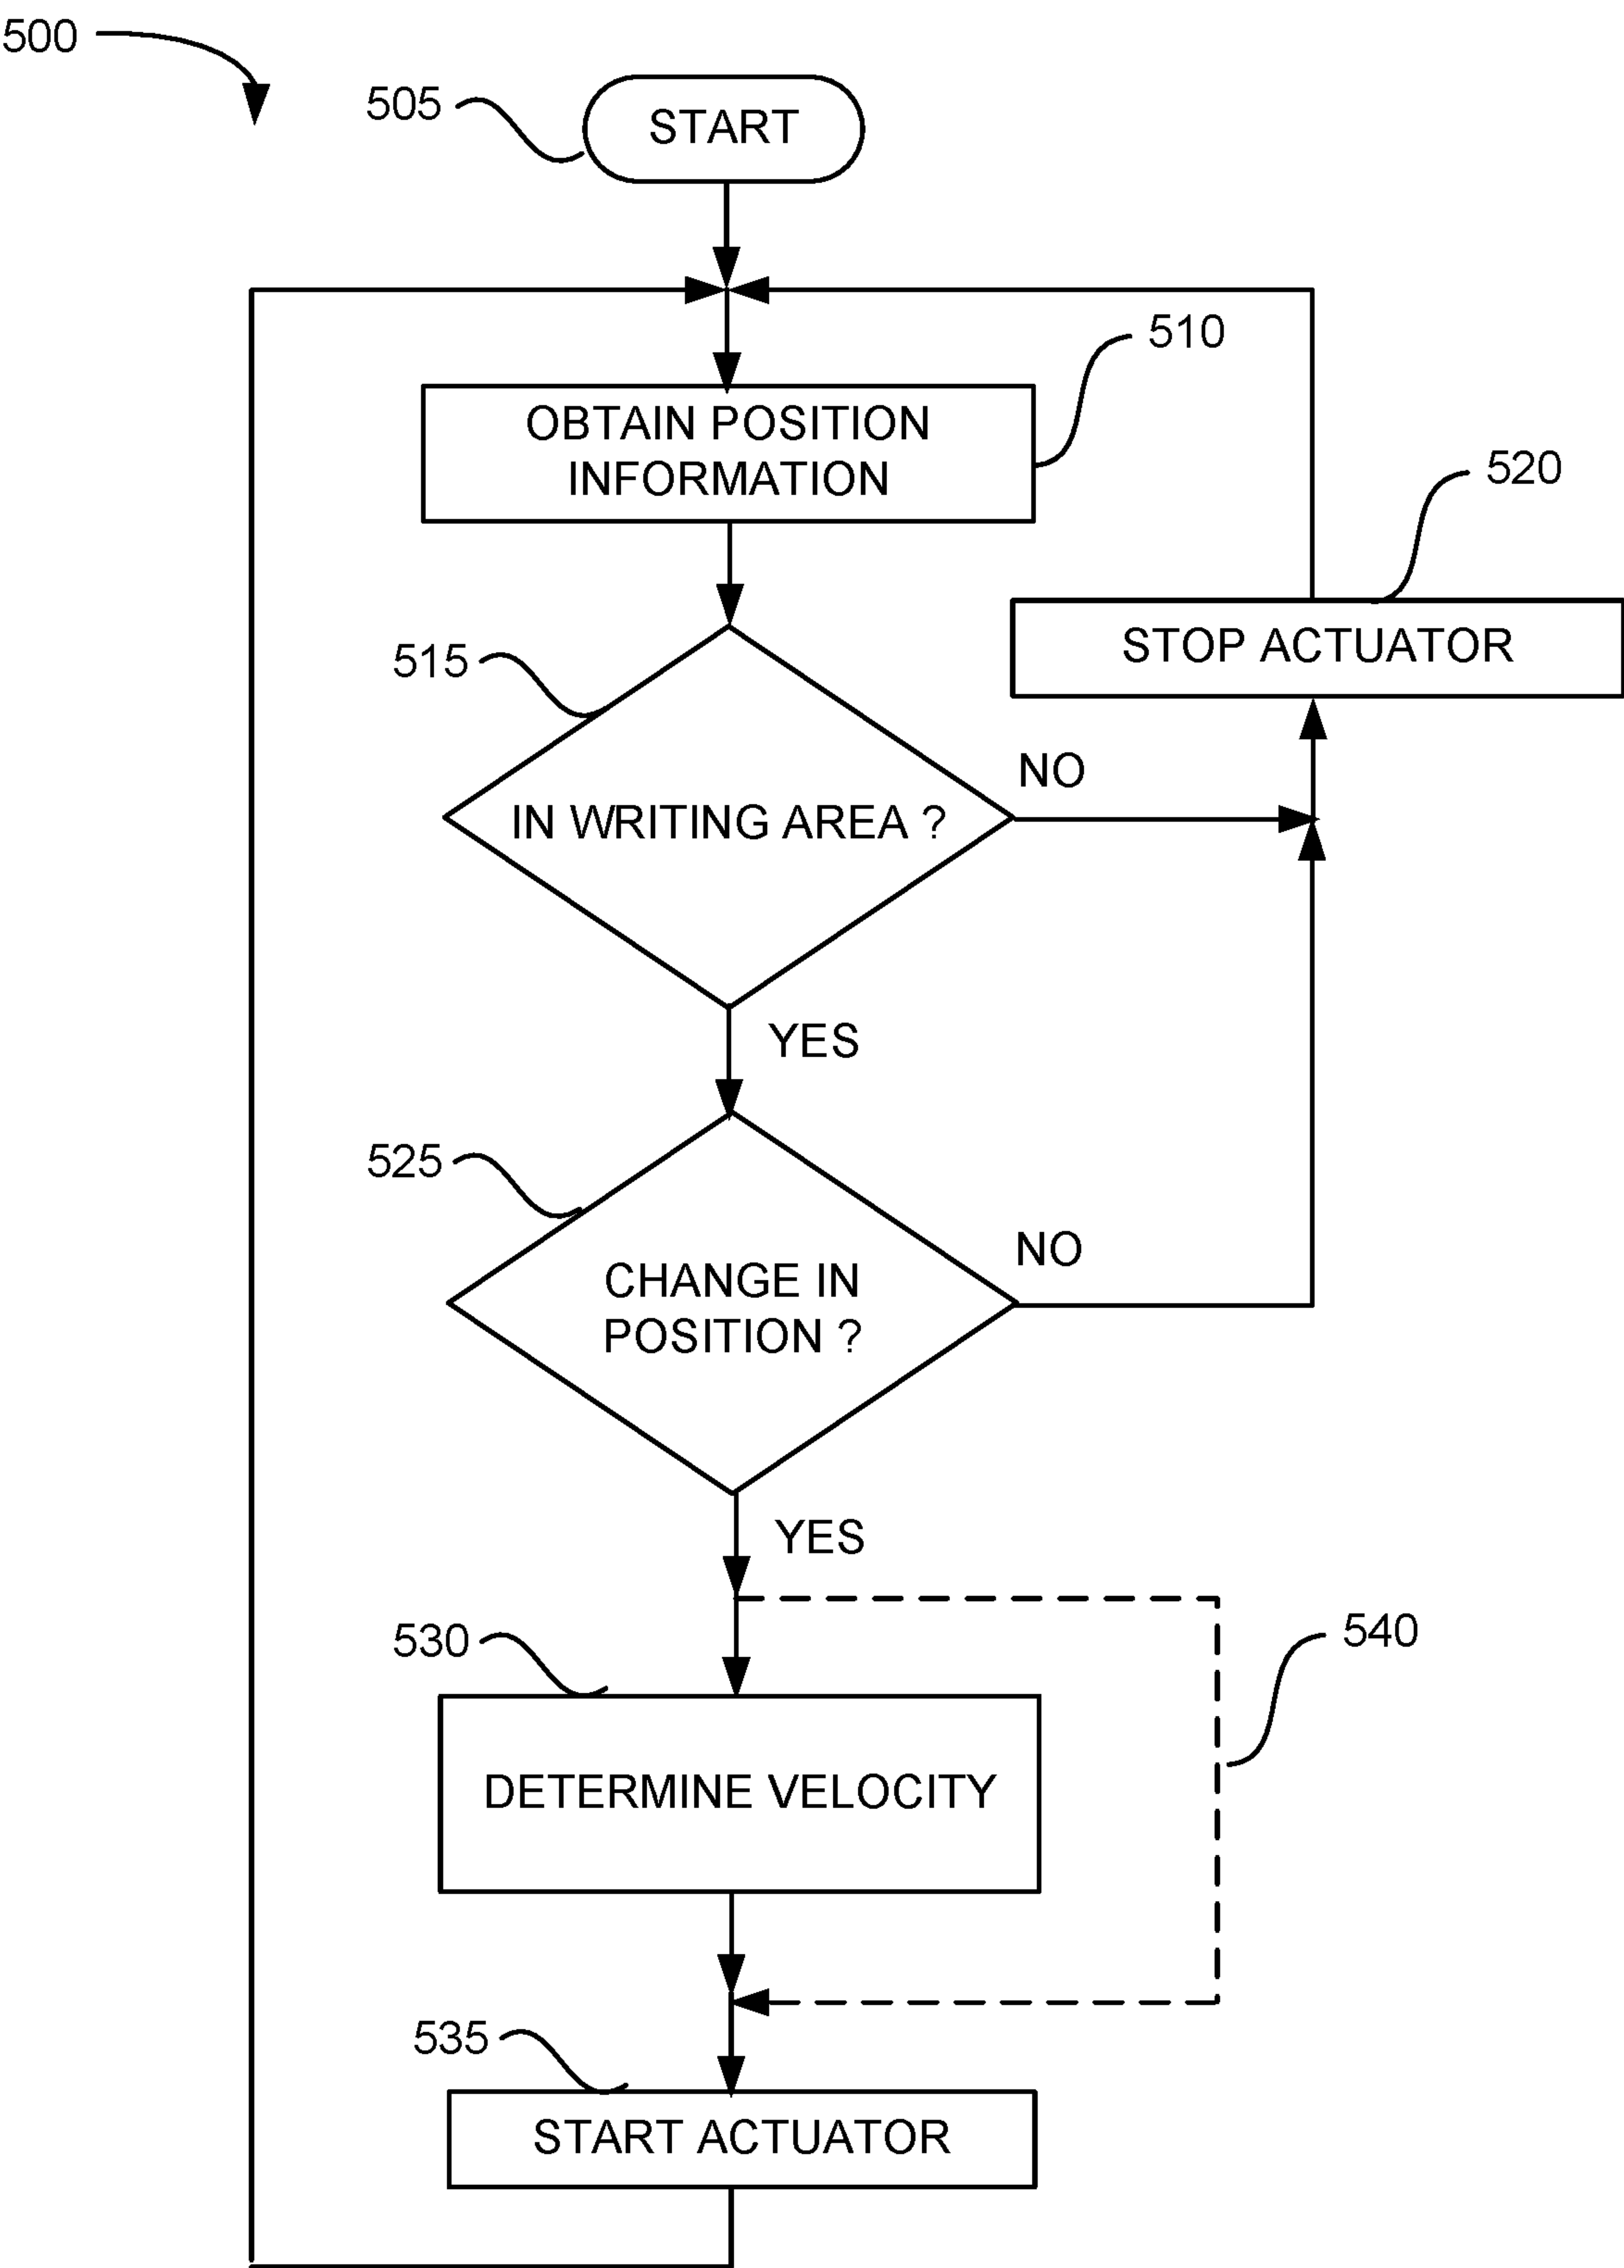 500
505
START
510
OBTAIN POSITION
INFORMATION
520
STOP ACTUATOR
515
NO
IN WRITING AREA ?
YES
525
NO
CHANGE IN
POSITION ?
YES
530
540
DETERMINE VELOCITY
535
START ACTUATOR